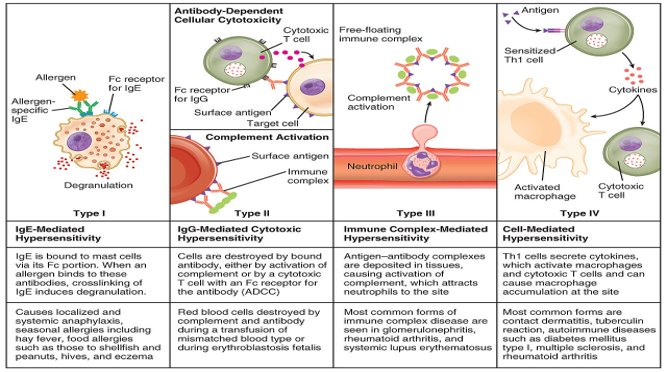 Allergen
Allergen-
specific
IgE
Fc receptor
for IgE
Degranulation
Type I
Antibody-Dependent
Cellular Cytotoxicity
Cytotoxic
T cell
Fc receptor
for IgG
Surface antigen
Target cell
Complement Activation
Surface antigen
Immune
complex
Type II
Free-floating
immune complex
Complement
activation
Neutrophil
Type III
Antigen
Sensitized
Th1 cell
Cytokines
Activated
macrophage
Cytotoxic
T cell
Type IV
IgE-Mediated
Hypersensitivity
IgG-Mediated Cytotoxic
Hypersensitivity
Immune Complex-Mediated
Hypersensitivity
Cell-Mediated
Hypersensitivity
IgE is bound to mast cells
via its Fc portion. When an
allergen binds to these
antibodies, crosslinking of
IgE induces degranulation.
Cells are destroyed by bound
antibody, either by activation of
complement or by a cytotoxic
T cell with an Fc receptor for
the antibody (ADCC)
Antigen–antibody complexes
are deposited in tissues,
causing activation of
complement, which attracts
neutrophils to the site
Th1 cells secrete cytokines,
which activate macrophages
and cytotoxic T cells and can
cause macrophage
accumulation at the site
Causes localized and
systemic anaphylaxis,
seasonal allergies including
hay fever, food allergies
such as those to shellfish and
peanuts, hives, and eczema
Red blood cells destroyed by
complement and antibody
during a transfusion of
mismatched blood type or
during erythroblastosis fetalis
Most common forms of
immune complex disease are
seen in glomerulonephritis,
rheumatoid arthritis, and
systemic lupus erythematosus
Most common forms are
contact dermatitis, tuberculin
reaction, autoimmune diseases
such as diabetes mellitus
type I, multiple sclerosis, and
rheumatoid arthritis